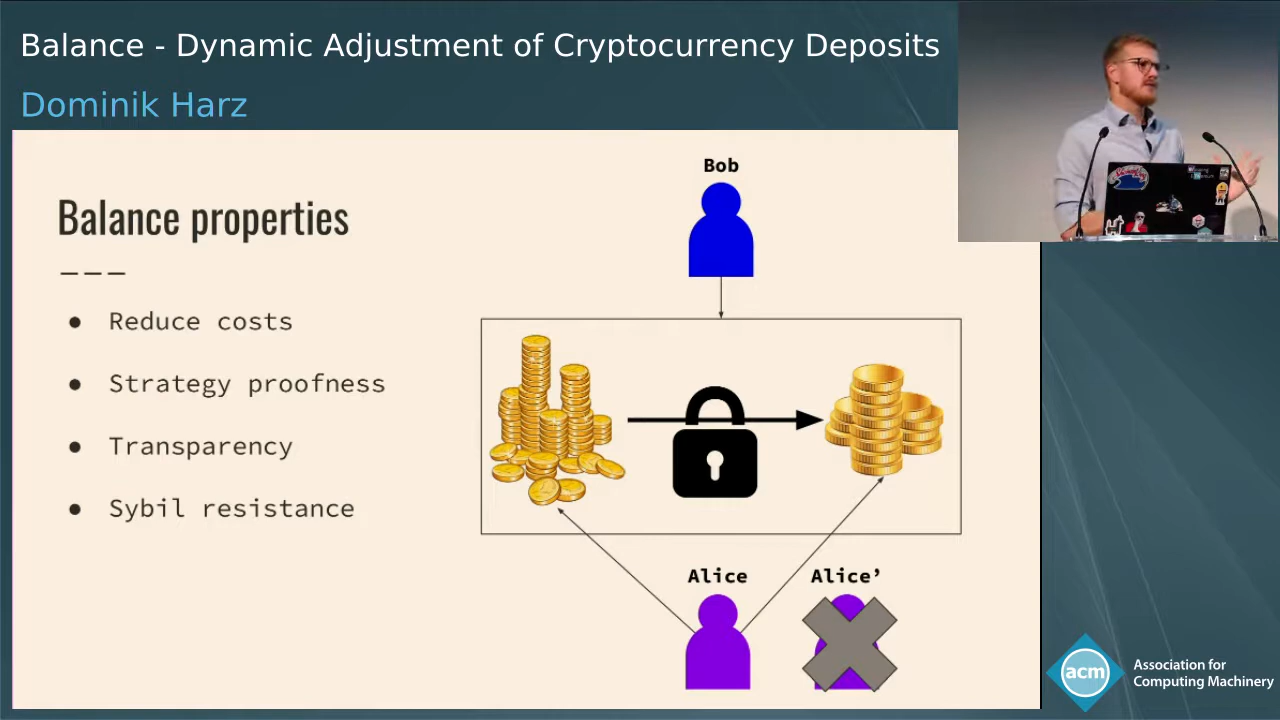 Balance - Dynamic Adjustment of Cryptocurrency Deposits
Dominik Harz
Balance properties
● Reduce costs
● Strategy proofness
● Transparency
● Sybil resistance
Bob
Alice
Alice’
acm
Association for
Computing Machinery